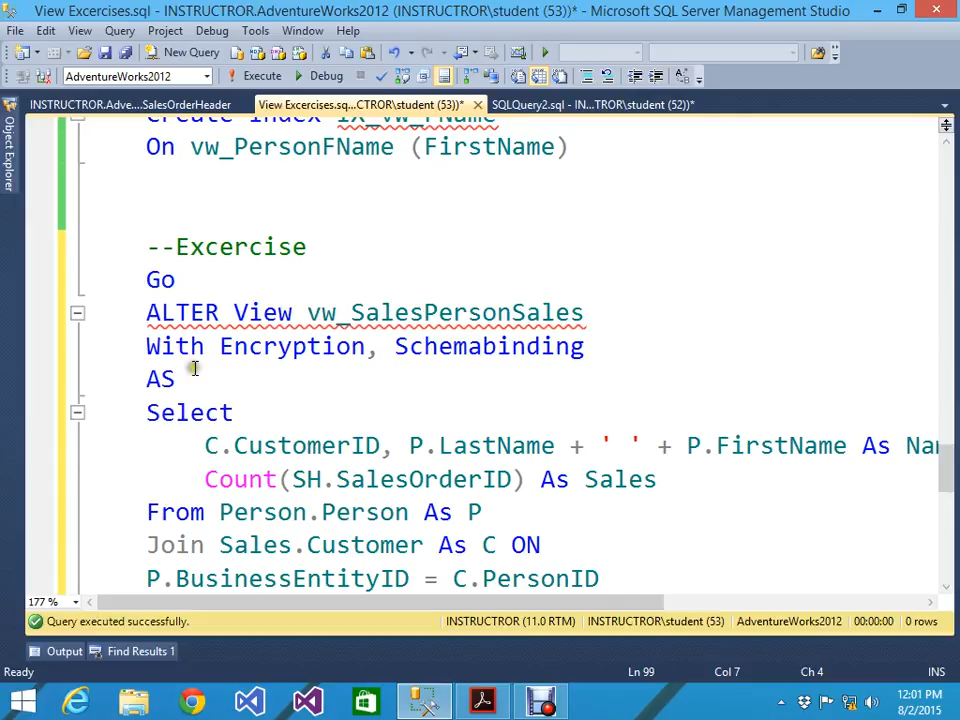 View Excercises.sql - INSTRUCTROR.AdventureWorks2012 (INSTRUCTROR\student (53))* - Microsoft SQL Server Management Studio
File Edit View Query Project Debug Tools Window Help
New Query
AdventureWorks2012 Execute Debug
INSTRUCTROR.Adve....SalesOrderHeader View Excercises.sq...CTROR\student (53))* SQLQuery2.sql - IN...TROR\student (52))*
Object Explorer
Create Index IX_vw_FName
On vw_PersonFName (FirstName)
--Excercise
Go
ALTER View vw_SalesPersonSales
With Encryption, Schemabinding
AS
Select
C.CustomerID, P.LastName + ' ' + P.FirstName As Nam
Count(SH.SalesOrderID) As Sales
From Person.Person As P
Join Sales.Customer As C ON
P.BusinessEntityID = C.PersonID
177 %
Query executed successfully. INSTRUCTROR (11.0 RTM) INSTRUCTROR\student (53) AdventureWorks2012 00:00:00 0 rows
Output Find Results 1
Ready Ln 99 Col 7 Ch 4 INS
12:01 PM
8/2/2015